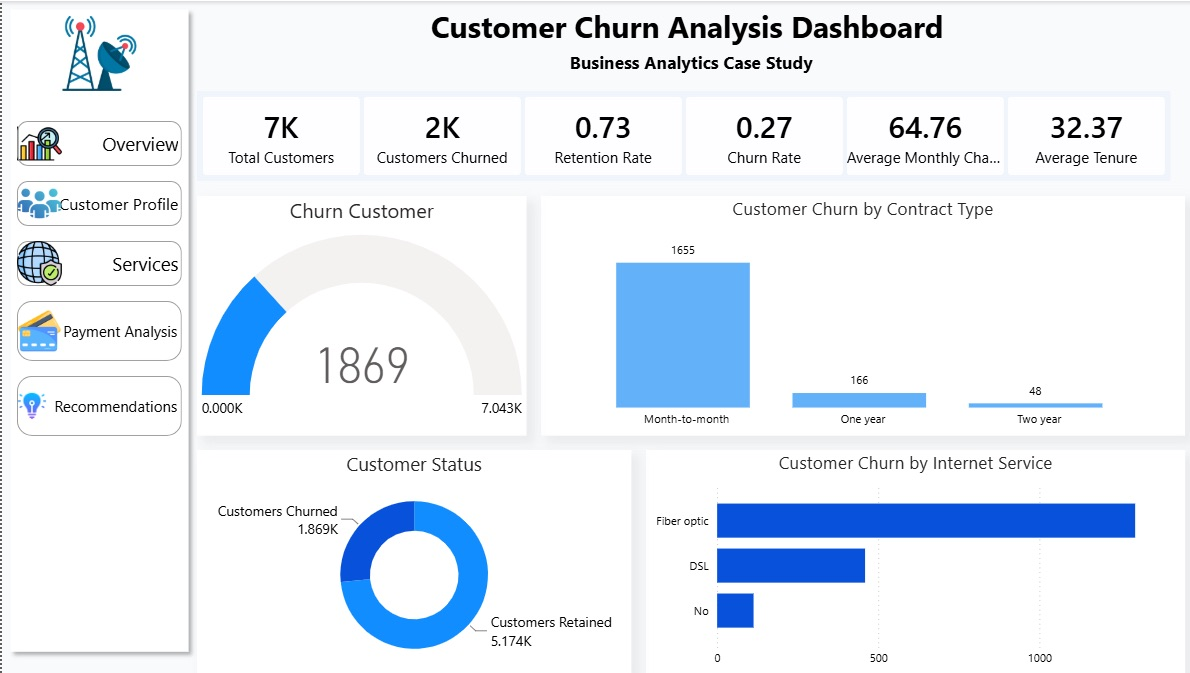 Customer Churn Analysis Dashboard
Business Analytics Case Study
Overview
Customer Profile
Services
Payment Analysis
Recommendations
7K
Total Customers
2K
Customers Churned
0.73
Retention Rate
0.27
Churn Rate
64.76
Average Monthly Cha...
32.37
Average Tenure
Churn Customer
1869
0.000K
7.043K
Customer Churn by Contract Type
1655
166
48
Month-to-month
One year
Two year
Customer Status
Customers Churned
1.869K
Customers Retained
5.174K
Customer Churn by Internet Service
Fiber optic
DSL
No
0
500
1000